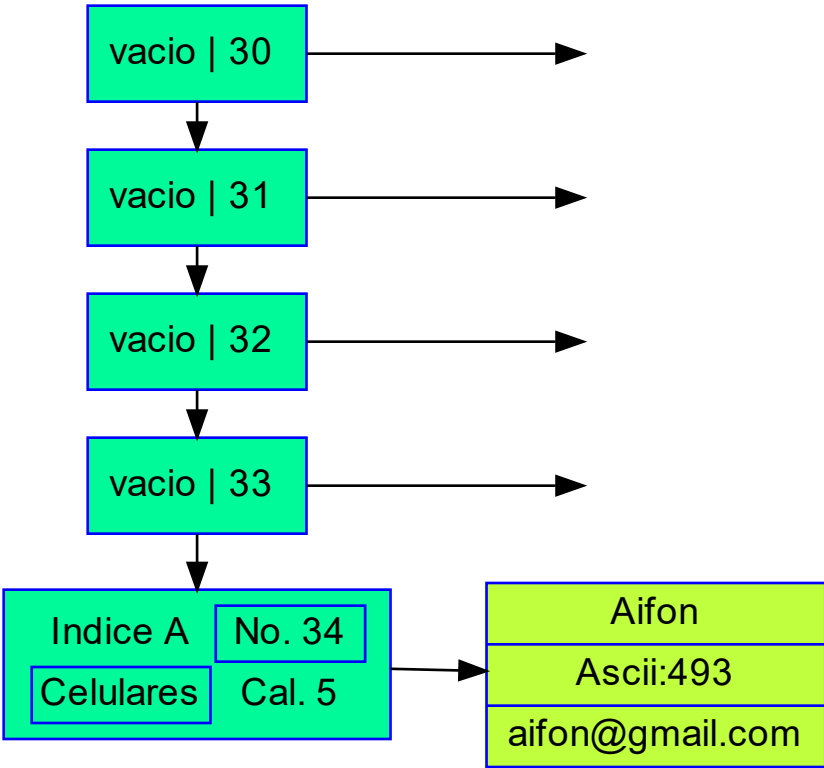 vacio | 30
vacio | 31
vacio | 32
vacio | 33
Indice A No. 34
Celulares Cal. 5
Aifon
Ascii:493
aifon@gmail.com